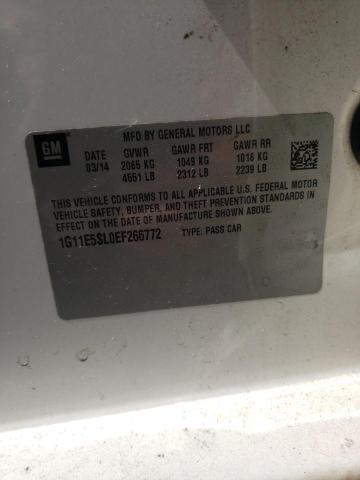 MFD BY GENERAL MOTORS LLC
GM
DATE GVWR GAWR FRT GAWR RR
03/14 2065 KG 1049 KG 1016 KG
4551 LB 2312 LB 2239 LB
THIS VEHICLE CONFORMS TO ALL APPLICABLE U.S. FEDERAL MOTOR
VEHICLE SAFETY, BUMPER, AND THEFT PREVENTION STANDARDS IN
EFFECT ON THE DATE OF MANUFACTURE SHOWN ABOVE.
1G11E5SL0EF266772 TYPE: PASS CAR